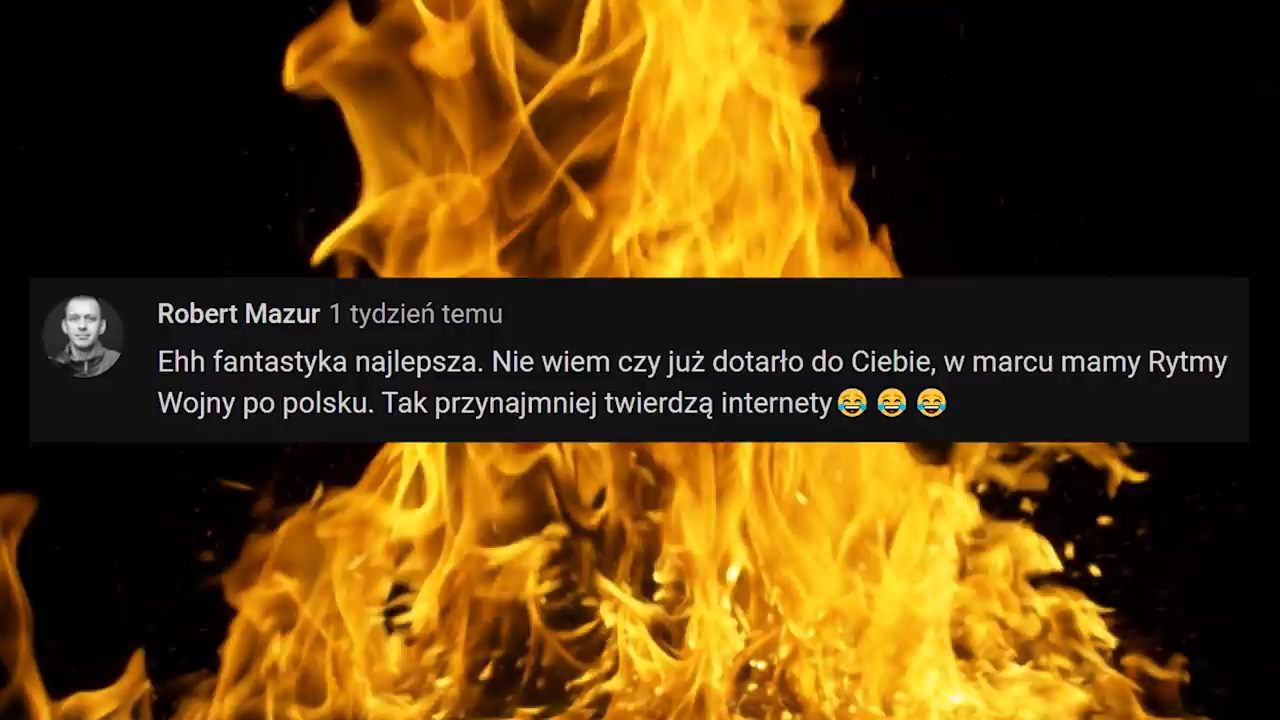 Robert Mazur 1 tydzień temu
Ehh fantastyka najlepsza. Nie wiem czy już dotarło do Ciebie, w marcu mamy Rytmy
Wojny po polsku. Tak przynajmniej twierdzą internety😂 😂 😂